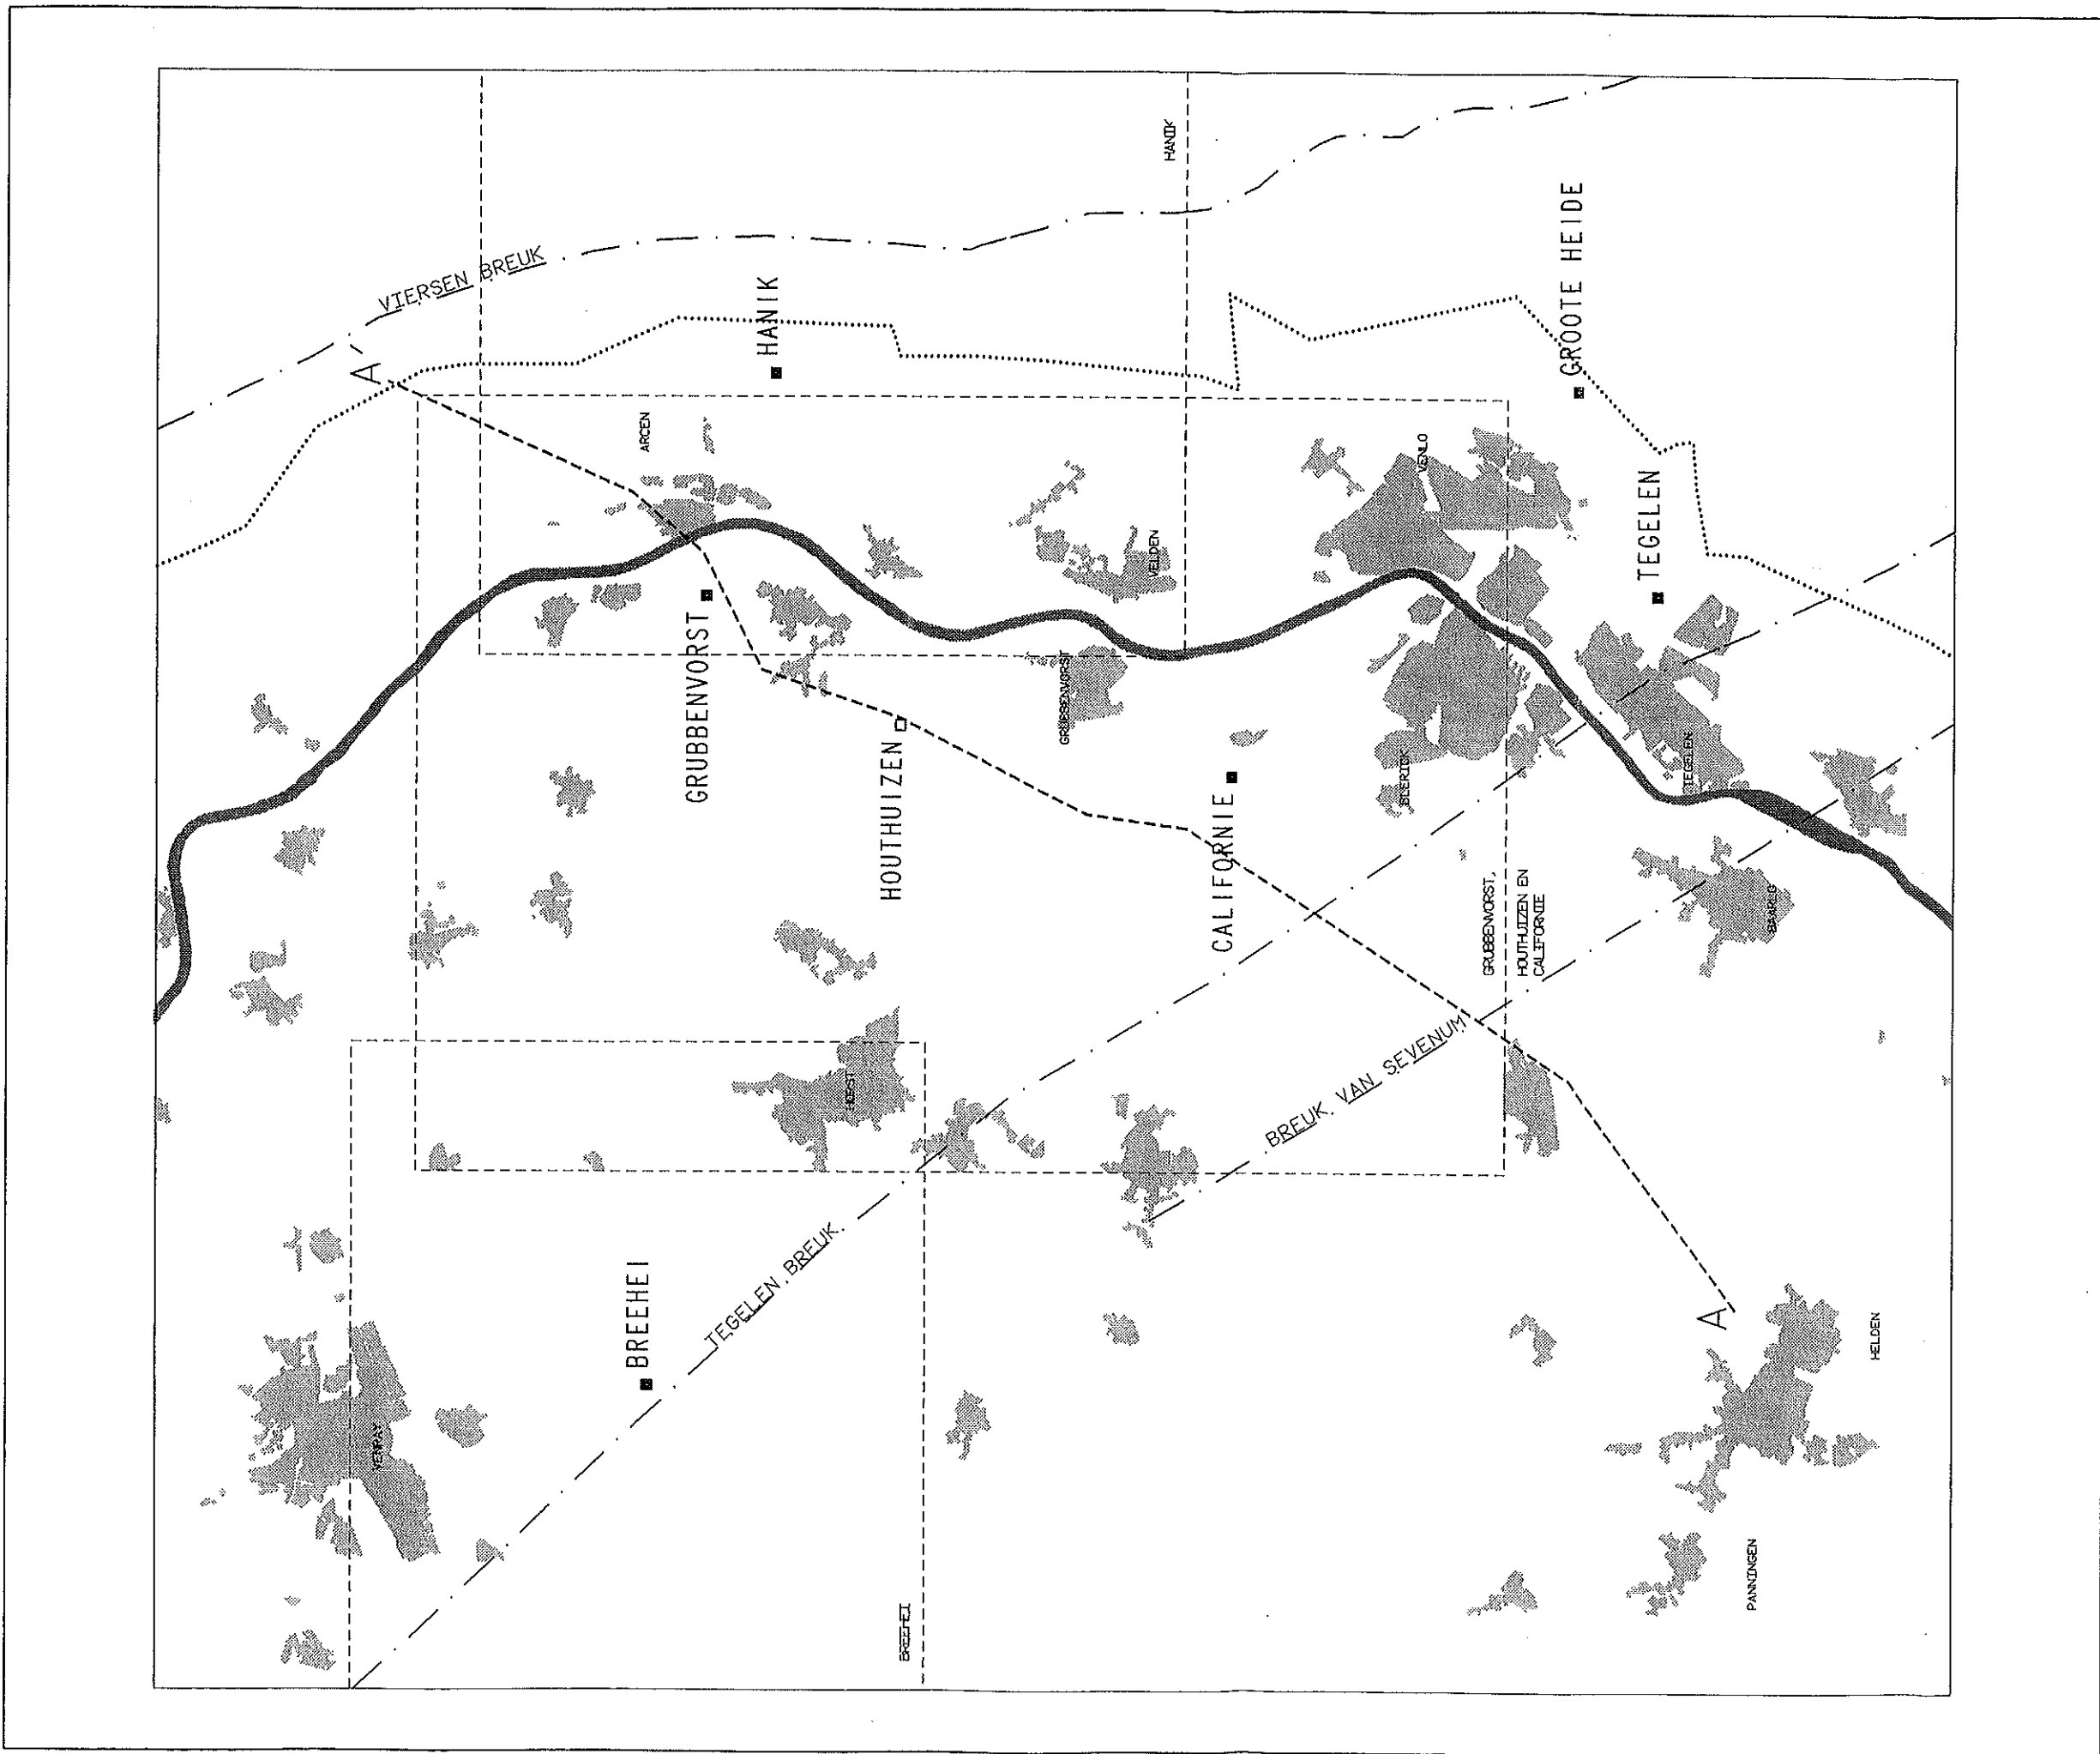 VIERSEN BREUK
HANIK
GROOTE HEIDE
A
HANIK
ARCEN
VENLO
TEGELEN
VELDEN
GRUBBENVORST
GRUBBENVORST
HOUTHUIZEN
BLERICK
TEGELEN
CALIFORNIE
GRUBBENVORST,
HOUTHUIZEN EN
CALIFORNIE
BAARLO
HORST
BREUK VAN SEVENUM
TEGELEN BREUK
BREEHEI
A
HELDEN
VENRAY
BREEHEI
PANNINGEN